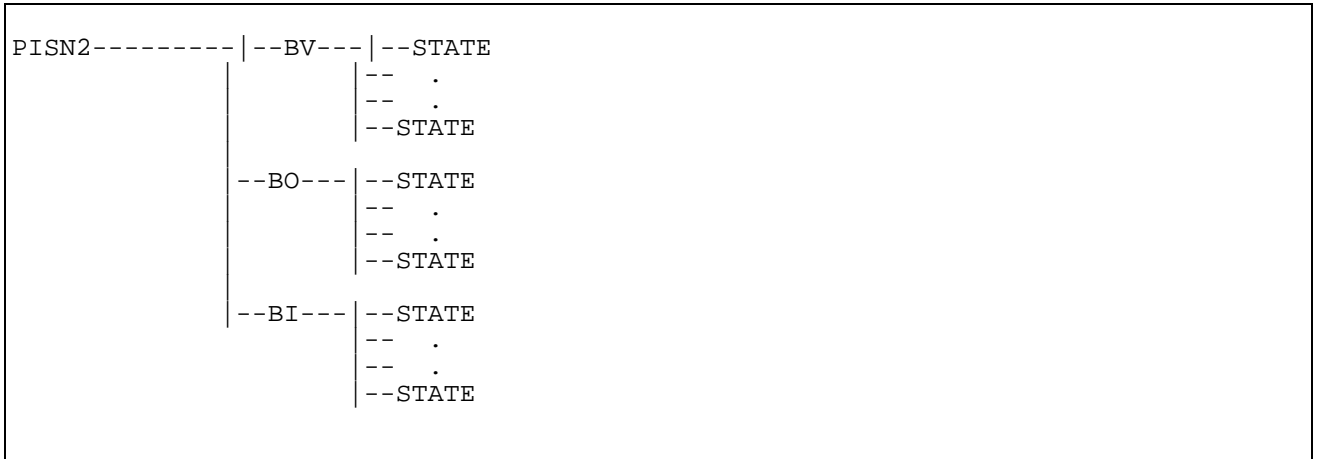 PISN2---------|--BV---|--STATE
|-- .
|-- .
|--STATE
|--BO---|--STATE
|-- .
|-- .
|--STATE
|--BI---|--STATE
|-- .
|-- .
|--STATE